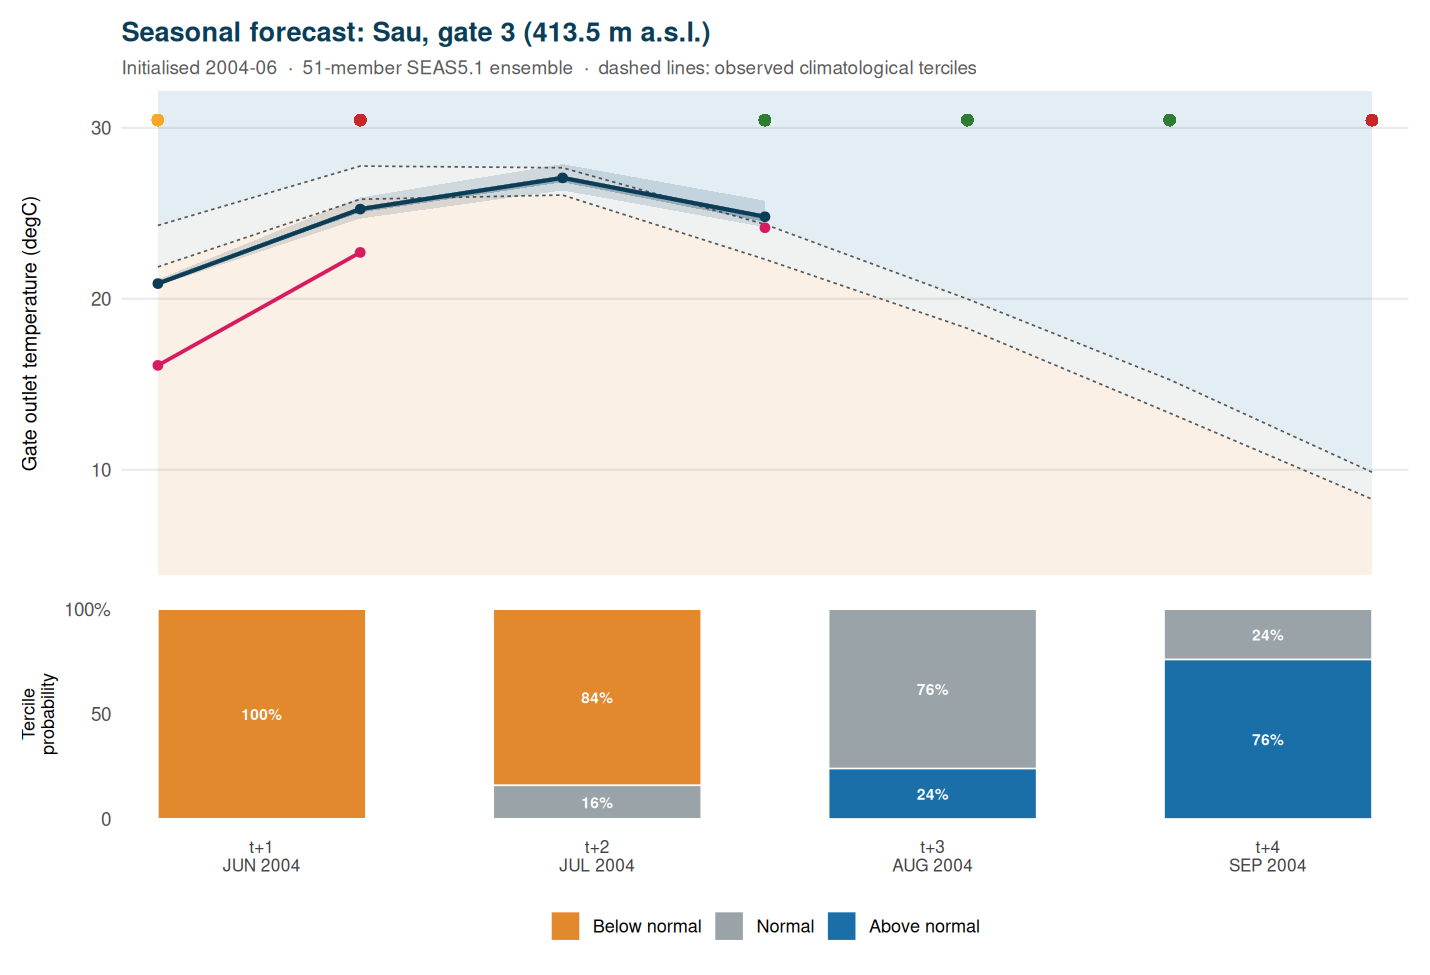 Seasonal forecast: Sau, gate 3 (413.5 m a.s.l.)
Initialised 2004-06 · 51-member SEAS5.1 ensemble · dashed lines: observed climatological terciles
30
20
10
Gate outlet temperature (degC)
100%
50
0
Tercile
probability
100%
84%
16%
76%
24%
24%
76%
t+1
JUN 2004
t+2
JUL 2004
t+3
AUG 2004
t+4
SEP 2004
Below normal
Normal
Above normal